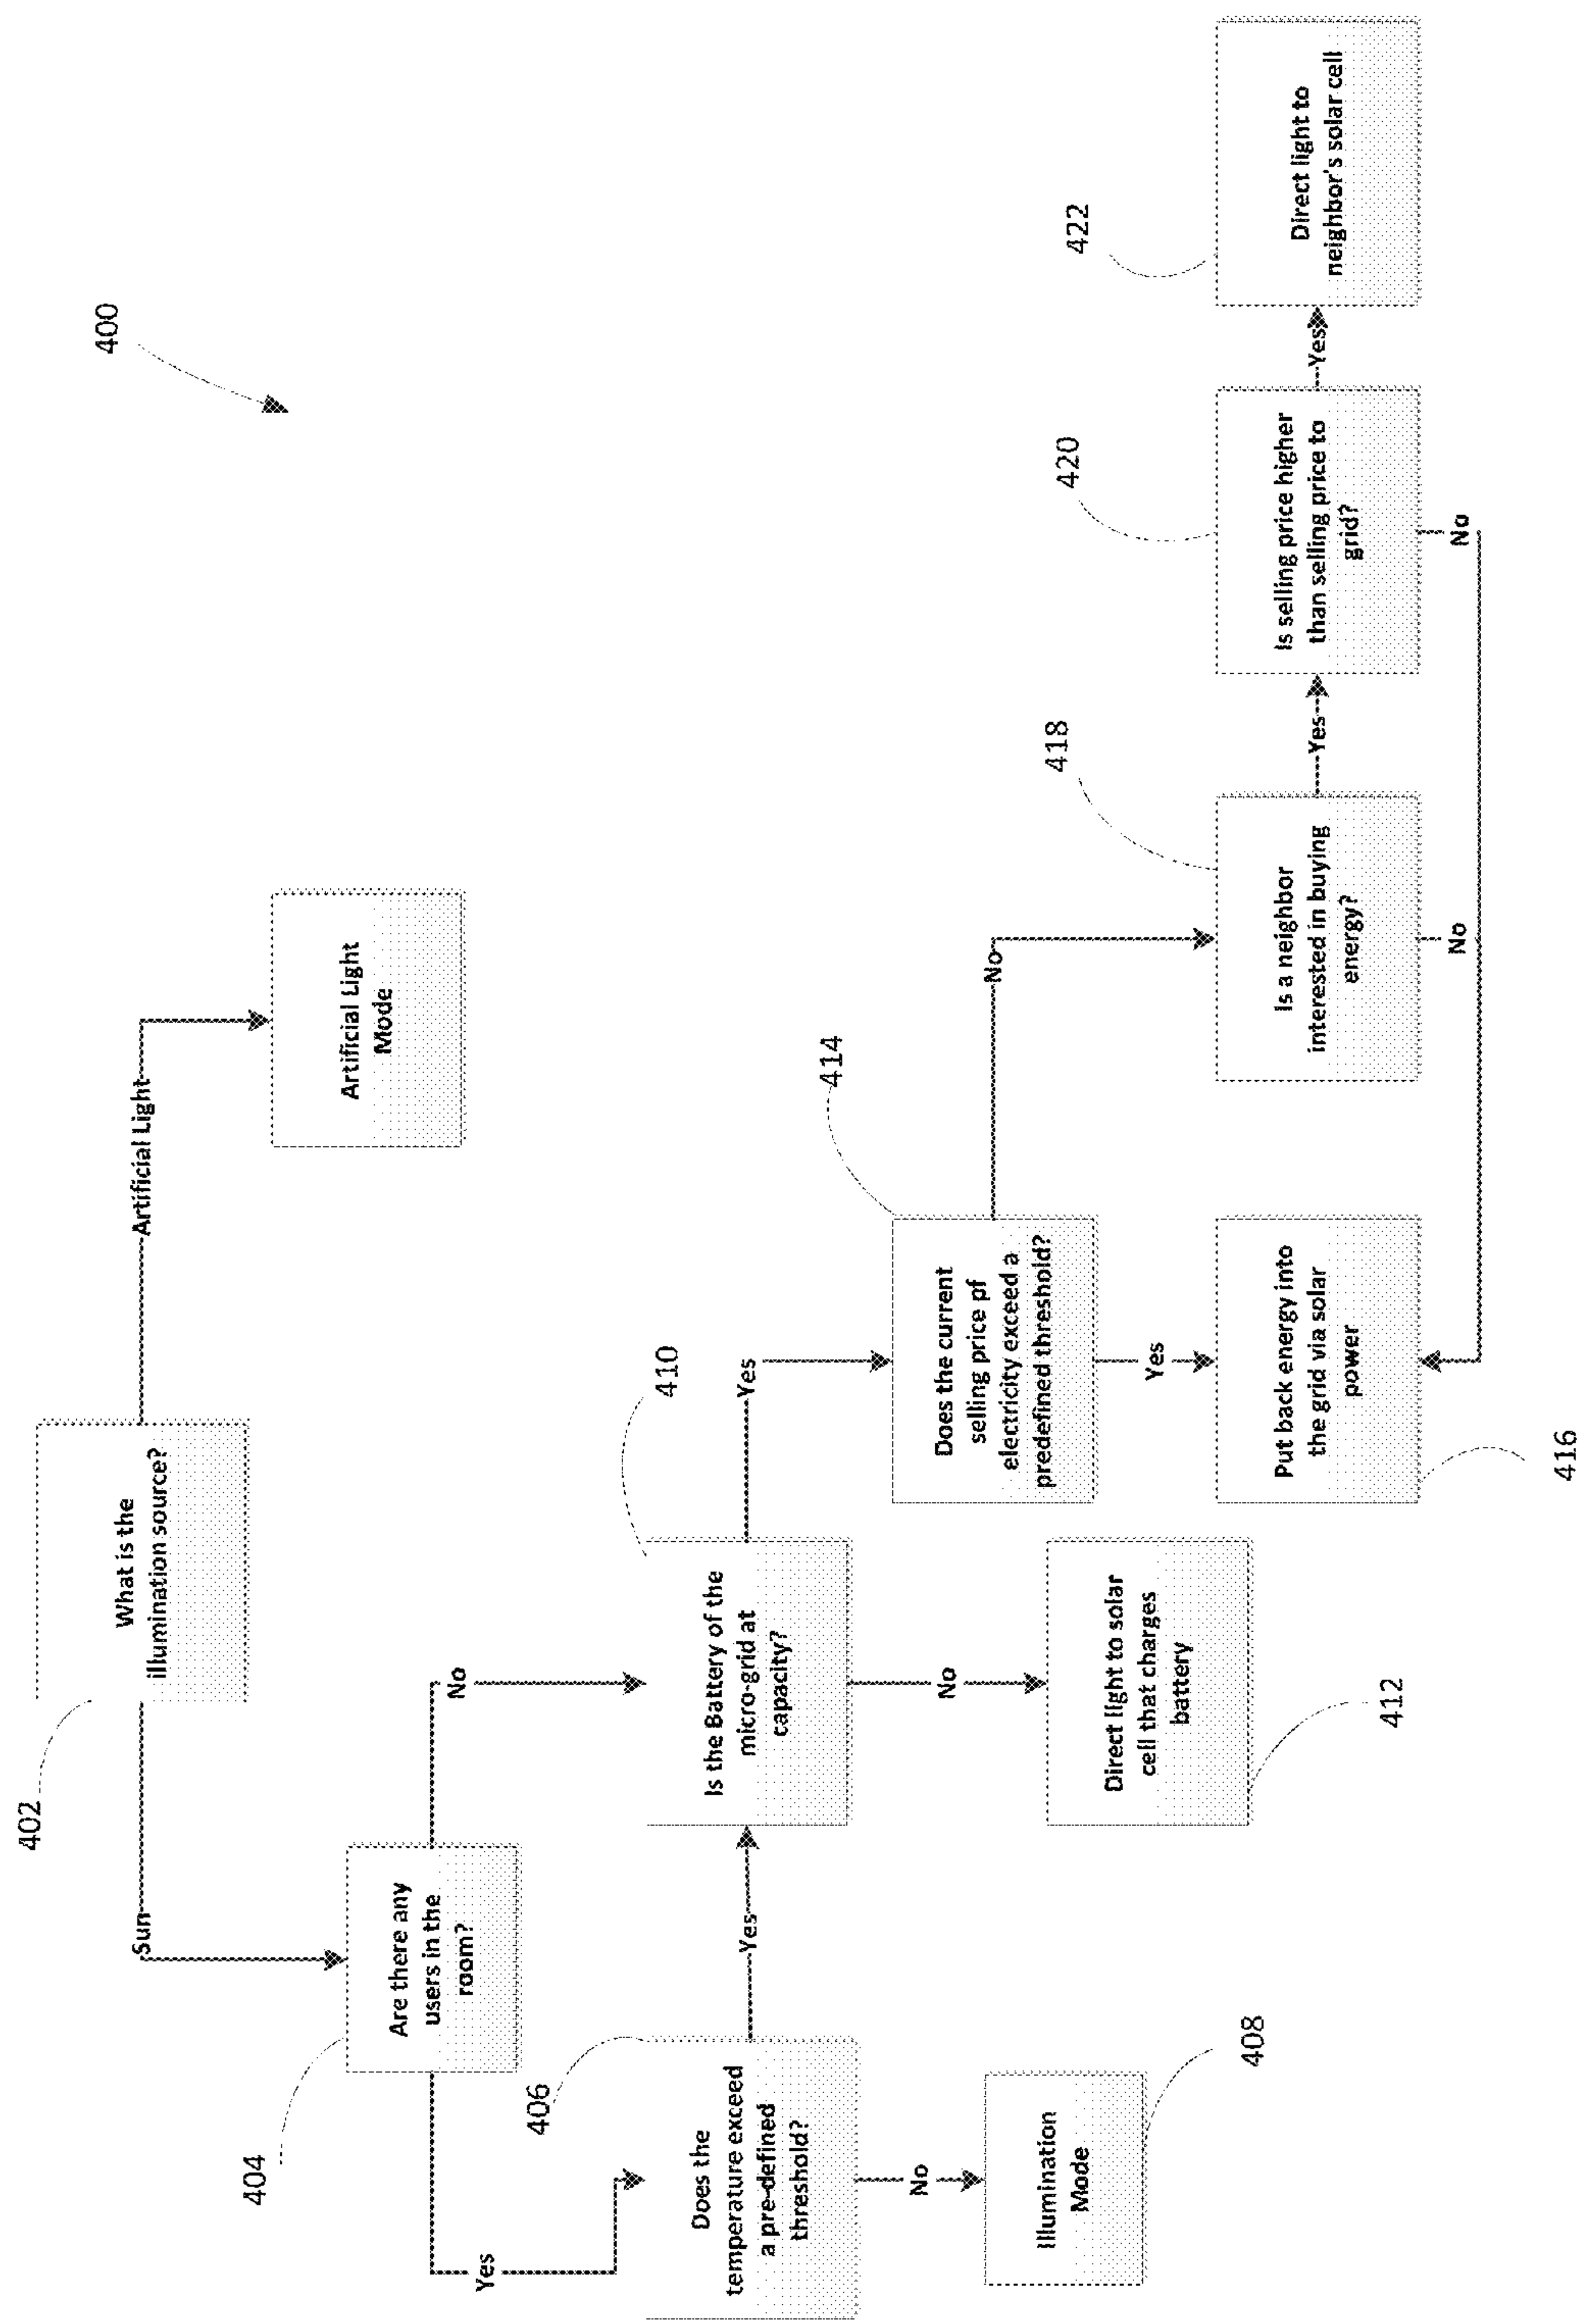 400
402
What is the
illumination source?
Sun
Artificial Light
Artificial Light
Mode
404
Are there any
users in the
room?
Yes
No
406
Does the
temperature exceed
a pre-defined
threshold?
Yes
No
Illumination
Mode
408
410
Is the Battery of the
micro-grid at
capacity?
Yes
No
Direct light to solar
cell that charges
battery
412
414
Does the current
selling price pf
electricity exceed a
predefined threshold?
No
Yes
Put back energy into
the grid via solar
power
416
418
Is a neighbor
interested in buying
energy?
Yes
No
420
Is selling price higher
than selling price to
grid?
Yes
No
422
Direct light to
neighbor's solar cell